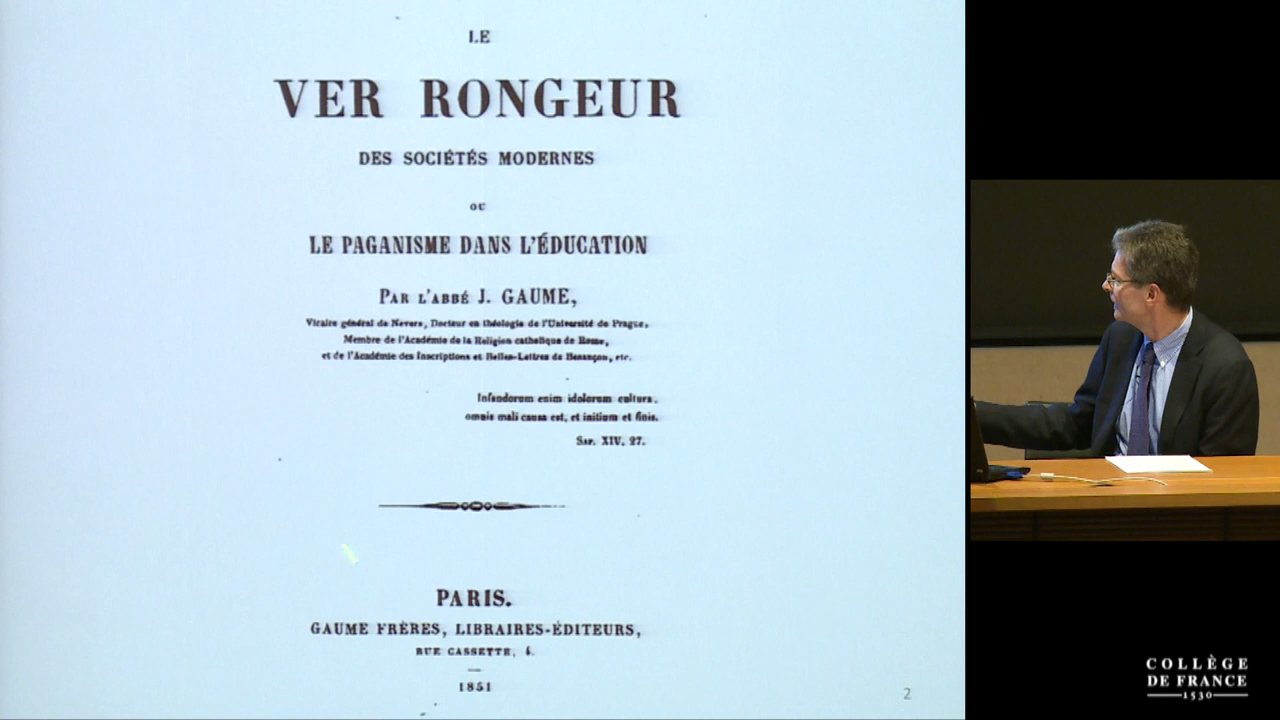 LE
VER RONGEUR
DES SOCIÉTÉS MODERNES
OU
LE PAGANISME DANS L'ÉDUCATION
PAR L'ABBÉ J. GAUME,
Vicaire général de Nevers, Docteur en théologie de l'Université de Prague,
Membre de l'Académie de la Religion catholique de Rome,
et de l'Académie des Inscriptions et Belles-Lettres de Besançon, etc.
Infandorum enim idolorum cultura,
omnis mali causa est, et initium et finis.
SAP. XIV, 27.
PARIS.
GAUME FRÈRES, LIBRAIRES-ÉDITEURS,
RUE CASSETTE, 4.
1851
2
COLLÈGE
DE FRANCE
1530